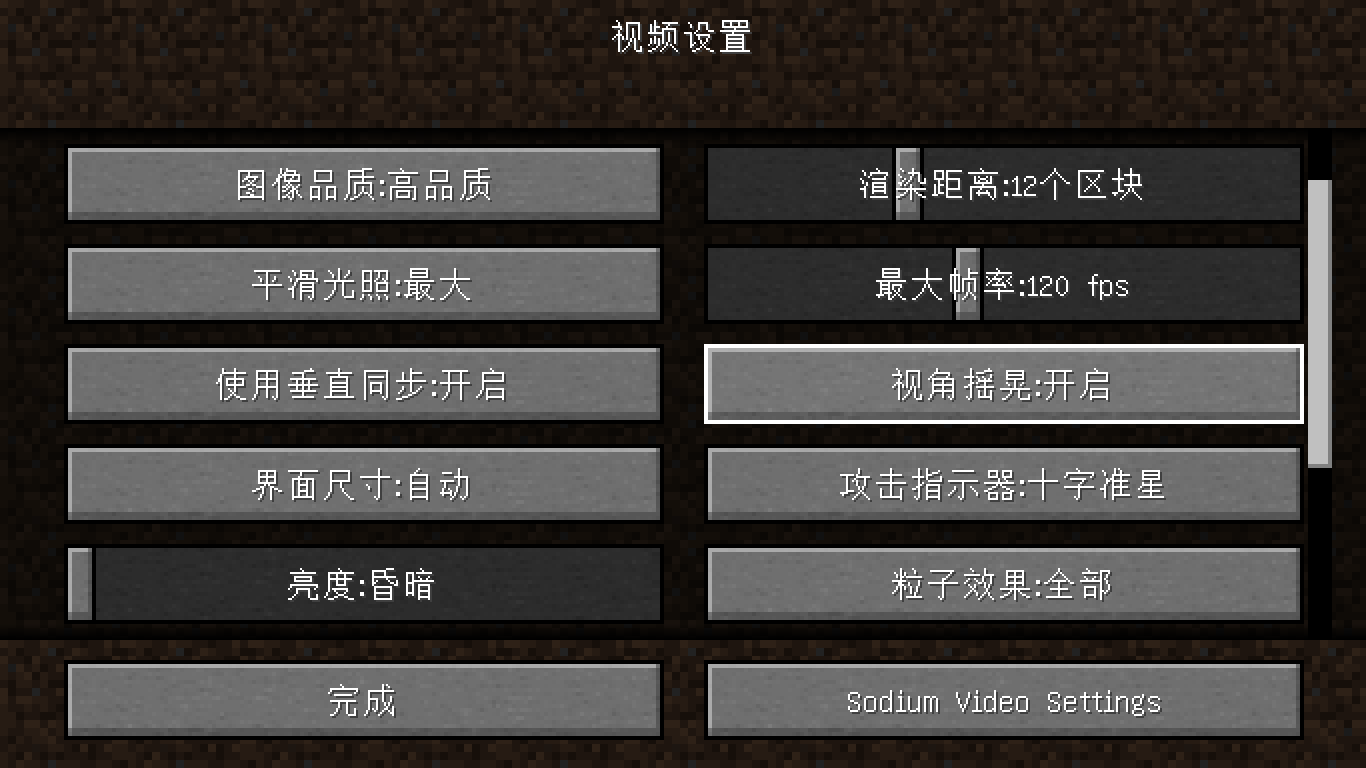 视频设置
图像品质:高品质
渲染距离:12个区块
平滑光照:最大
最大帧率:120 fps
使用垂直同步:开启
视角摇晃:开启
界面尺寸:自动
攻击指示器:十字准星
亮度:昏暗
粒子效果:全部
完成
Sodium Video Settings